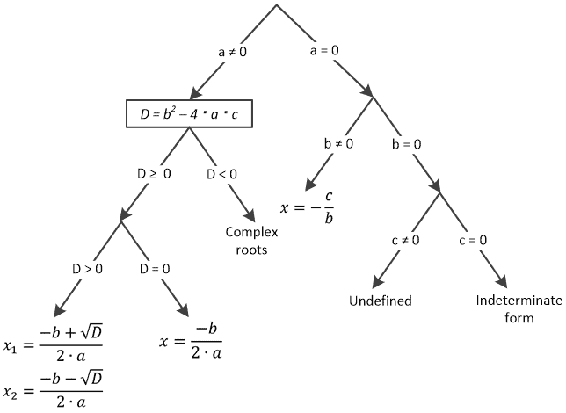 a ≠ 0
a = 0
D = b² – 4 · a · c
b ≠ 0
b = 0
D ≥ 0
D < 0
x = − c/b
Complex
roots
c ≠ 0
c = 0
D > 0
D = 0
Undefined
Indeterminate
form
x₁ = (−b + √D)/(2 · a)
x = −b/(2 · a)
x₂ = (−b − √D)/(2 · a)